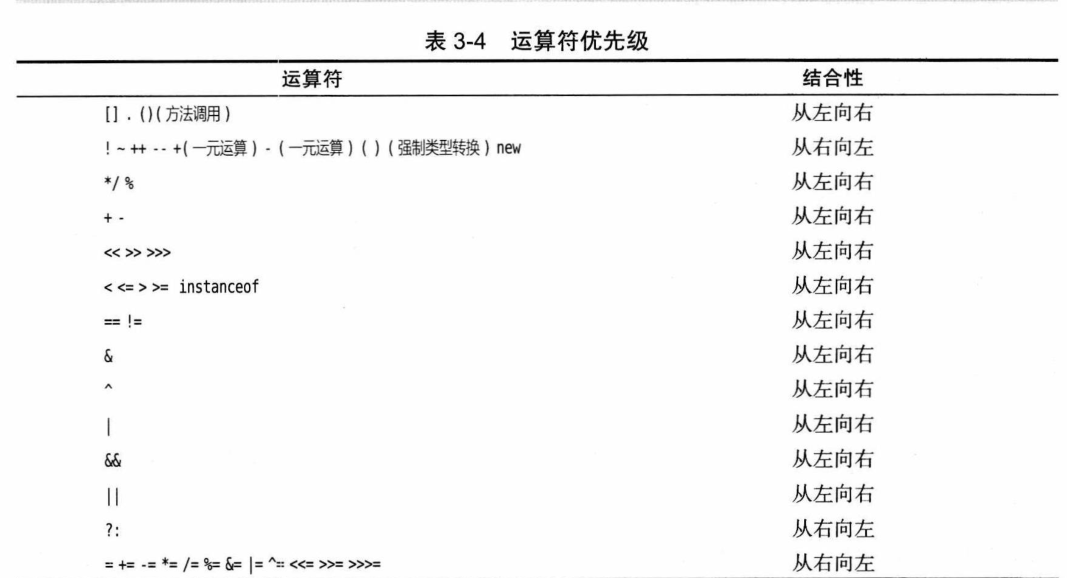 表 3-4 运算符优先级
运算符 结合性
[] . ()(方法调用) 从左向右
! ~ ++ -- +(一元运算) - (一元运算) ( ) (强制类型转换) new 从右向左
*/ % 从左向右
+ - 从左向右
<< >> >>> 从左向右
< <= > >= instanceof 从左向右
== != 从左向右
& 从左向右
^ 从左向右
| 从左向右
&& 从左向右
|| 从左向右
?: 从右向左
= += -= *= /= %= &= |= ^= <<= >>= >>>= 从右向左